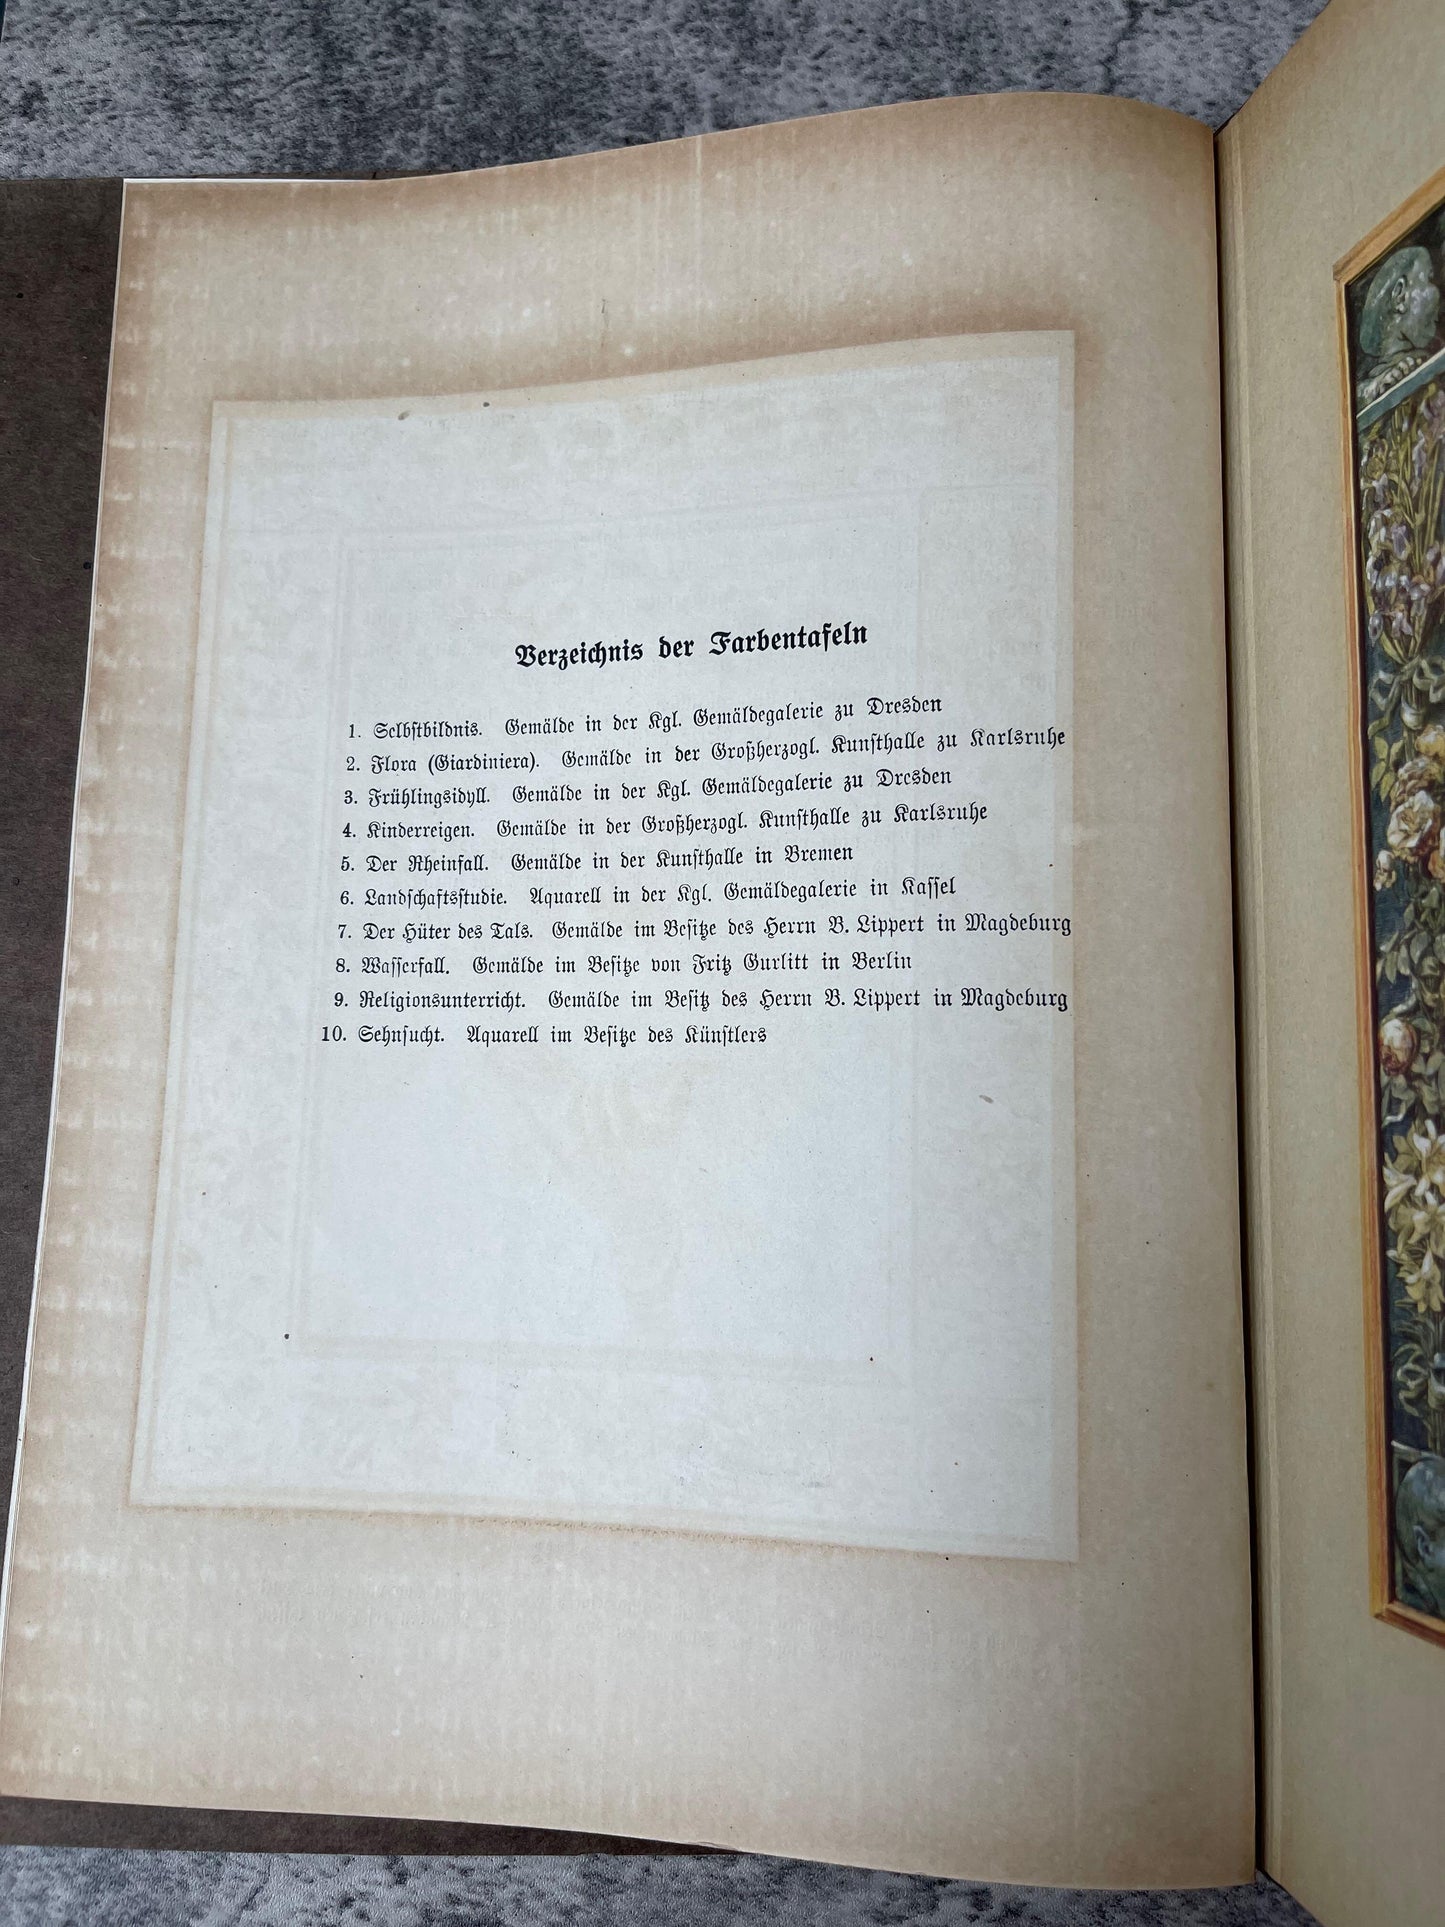 Verzeichnis der Farbentafeln
1. Selbstbildnis. Gemälde in der Kgl. Gemäldegalerie zu Dresden
2. Flora (Giardiniera). Gemälde in der Großherzogl. Kunsthalle zu Karlsruhe
3. Frühlingsidyll. Gemälde in der Kgl. Gemäldegalerie zu Dresden
4. Kinderreigen. Gemälde in der Großherzogl. Kunsthalle zu Karlsruhe
5. Der Rheinfall. Gemälde in der Kunsthalle in Bremen
6. Landschaftsstudie. Aquarell in der Kgl. Gemäldegalerie in Kassel
7. Der Hüter des Tals. Gemälde im Besitze des Herrn B. Lippert in Magdeburg
8. Wasserfall. Gemälde im Besitze von Fritz Gurlitt in Berlin
9. Religionsunterricht. Gemälde im Besitz des Herrn B. Lippert in Magdeburg
10. Sehnsucht. Aquarell im Besitze des Künstlers